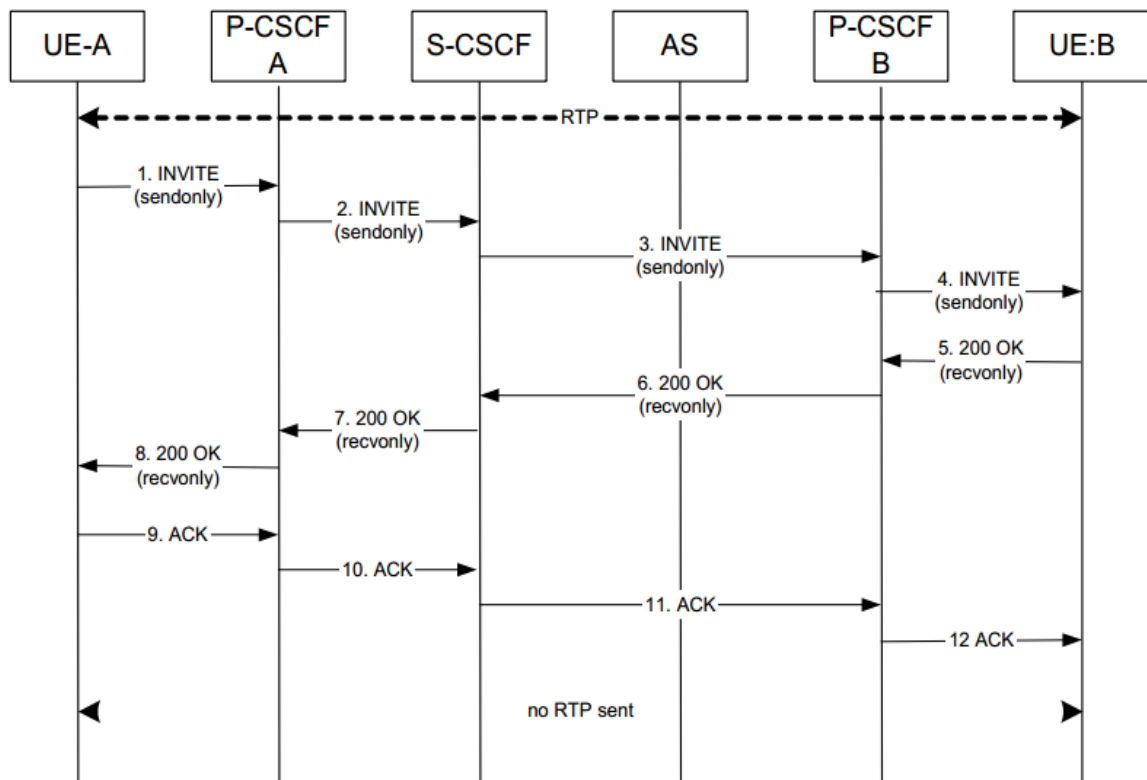 UE-A
P-CSCF
A
S-CSCF
AS
P-CSCF
B
UE:B
RTP
1. INVITE
(sendonly)
2. INVITE
(sendonly)
3. INVITE
(sendonly)
4. INVITE
(sendonly)
5. 200 OK
(recvonly)
6. 200 OK
(recvonly)
7. 200 OK
(recvonly)
8. 200 OK
(recvonly)
9. ACK
10. ACK
11. ACK
12 ACK
no RTP sent